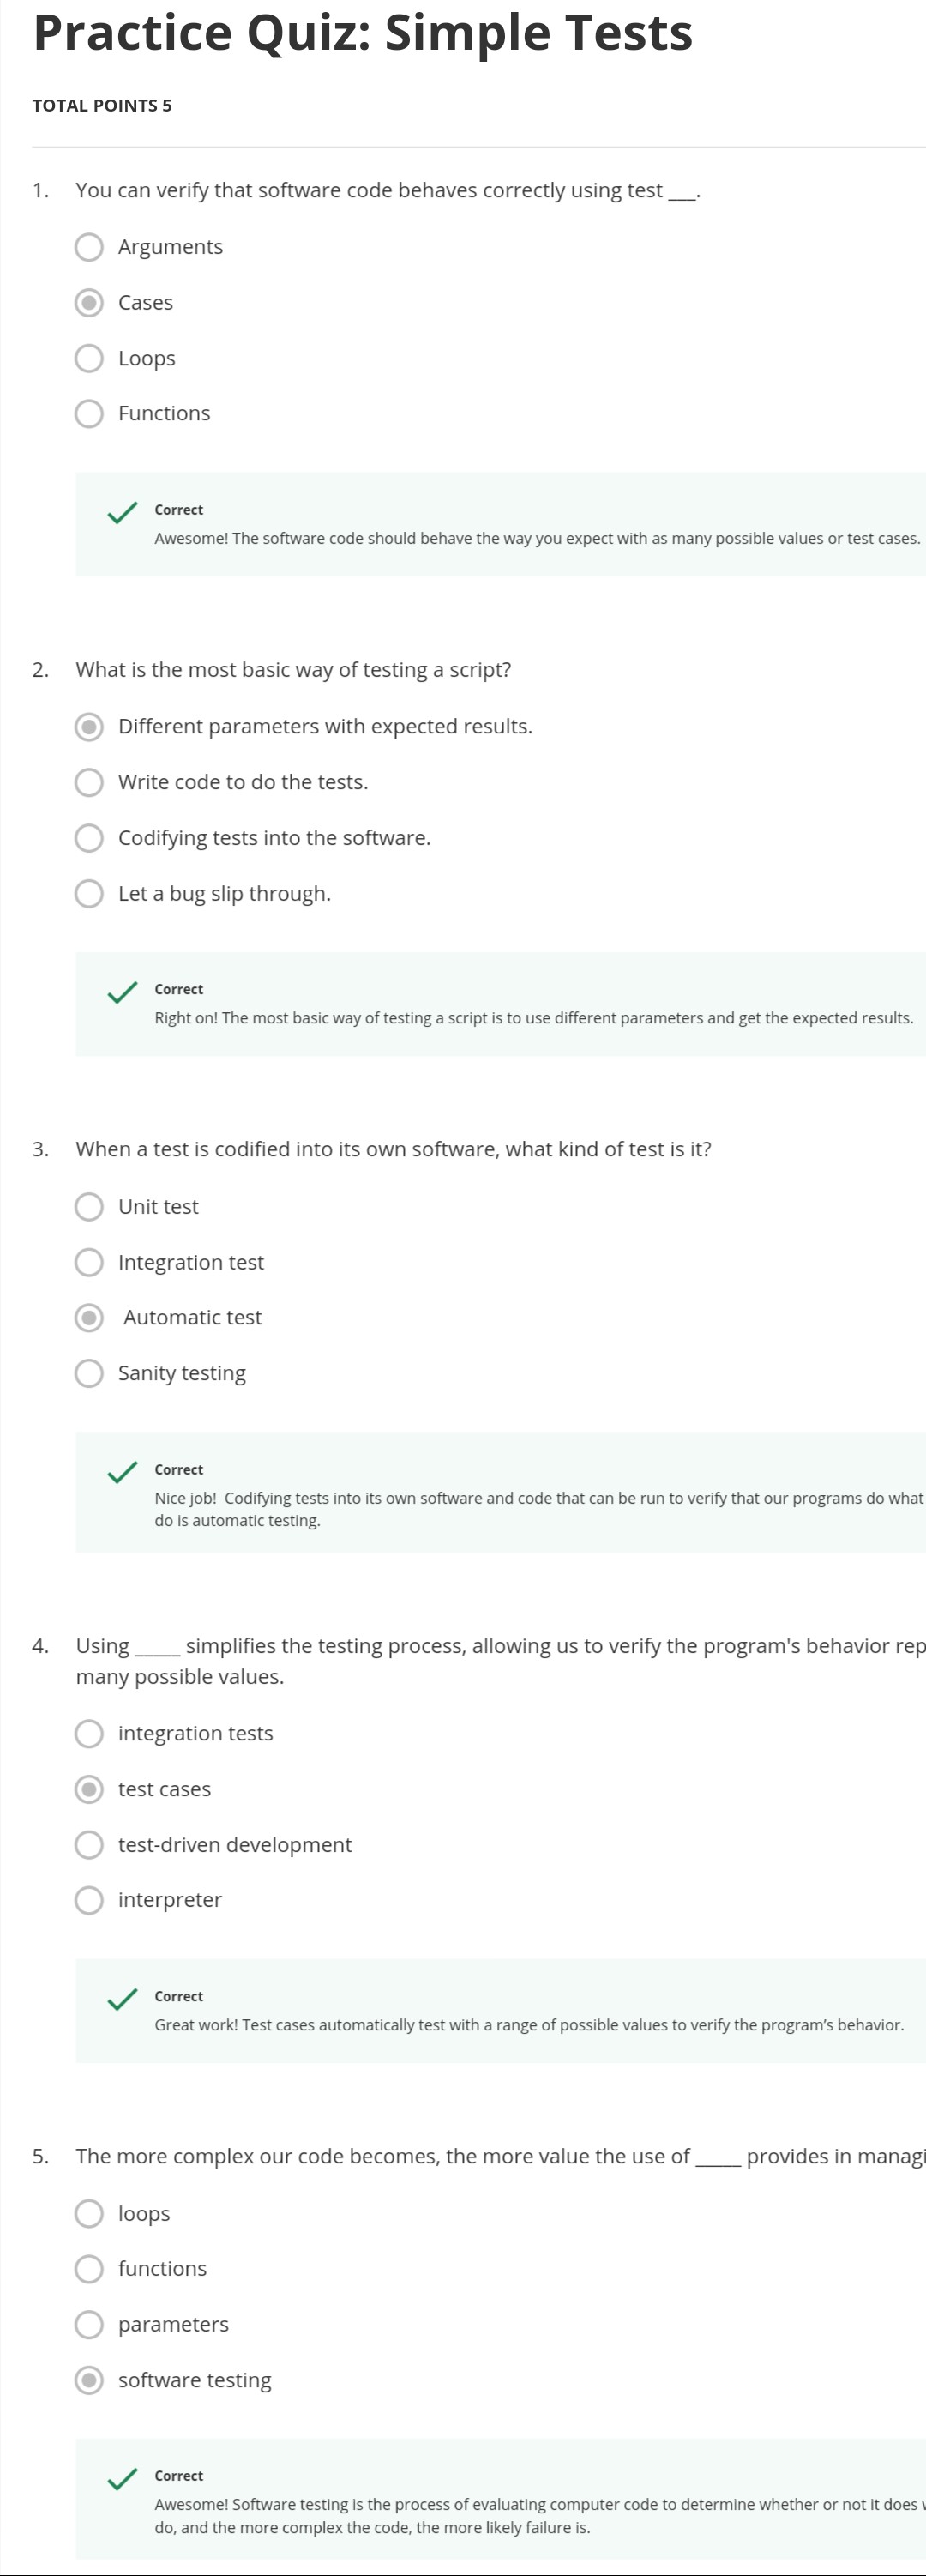 Practice Quiz: Simple Tests
TOTAL POINTS 5
1. You can verify that software code behaves correctly using test ___.
Arguments
Cases
Loops
Functions
Correct
Awesome! The software code should behave the way you expect with as many possible values or test cases.
2. What is the most basic way of testing a script?
Different parameters with expected results.
Write code to do the tests.
Codifying tests into the software.
Let a bug slip through.
Correct
Right on! The most basic way of testing a script is to use different parameters and get the expected results.
3. When a test is codified into its own software, what kind of test is it?
Unit test
Integration test
Automatic test
Sanity testing
Correct
Nice job!  Codifying tests into its own software and code that can be run to verify that our programs do what
do is automatic testing.
4. Using _____ simplifies the testing process, allowing us to verify the program's behavior rep
many possible values.
integration tests
test cases
test-driven development
interpreter
Correct
Great work! Test cases automatically test with a range of possible values to verify the program's behavior.
5. The more complex our code becomes, the more value the use of _____ provides in managi
loops
functions
parameters
software testing
Correct
Awesome! Software testing is the process of evaluating computer code to determine whether or not it does
do, and the more complex the code, the more likely failure is.